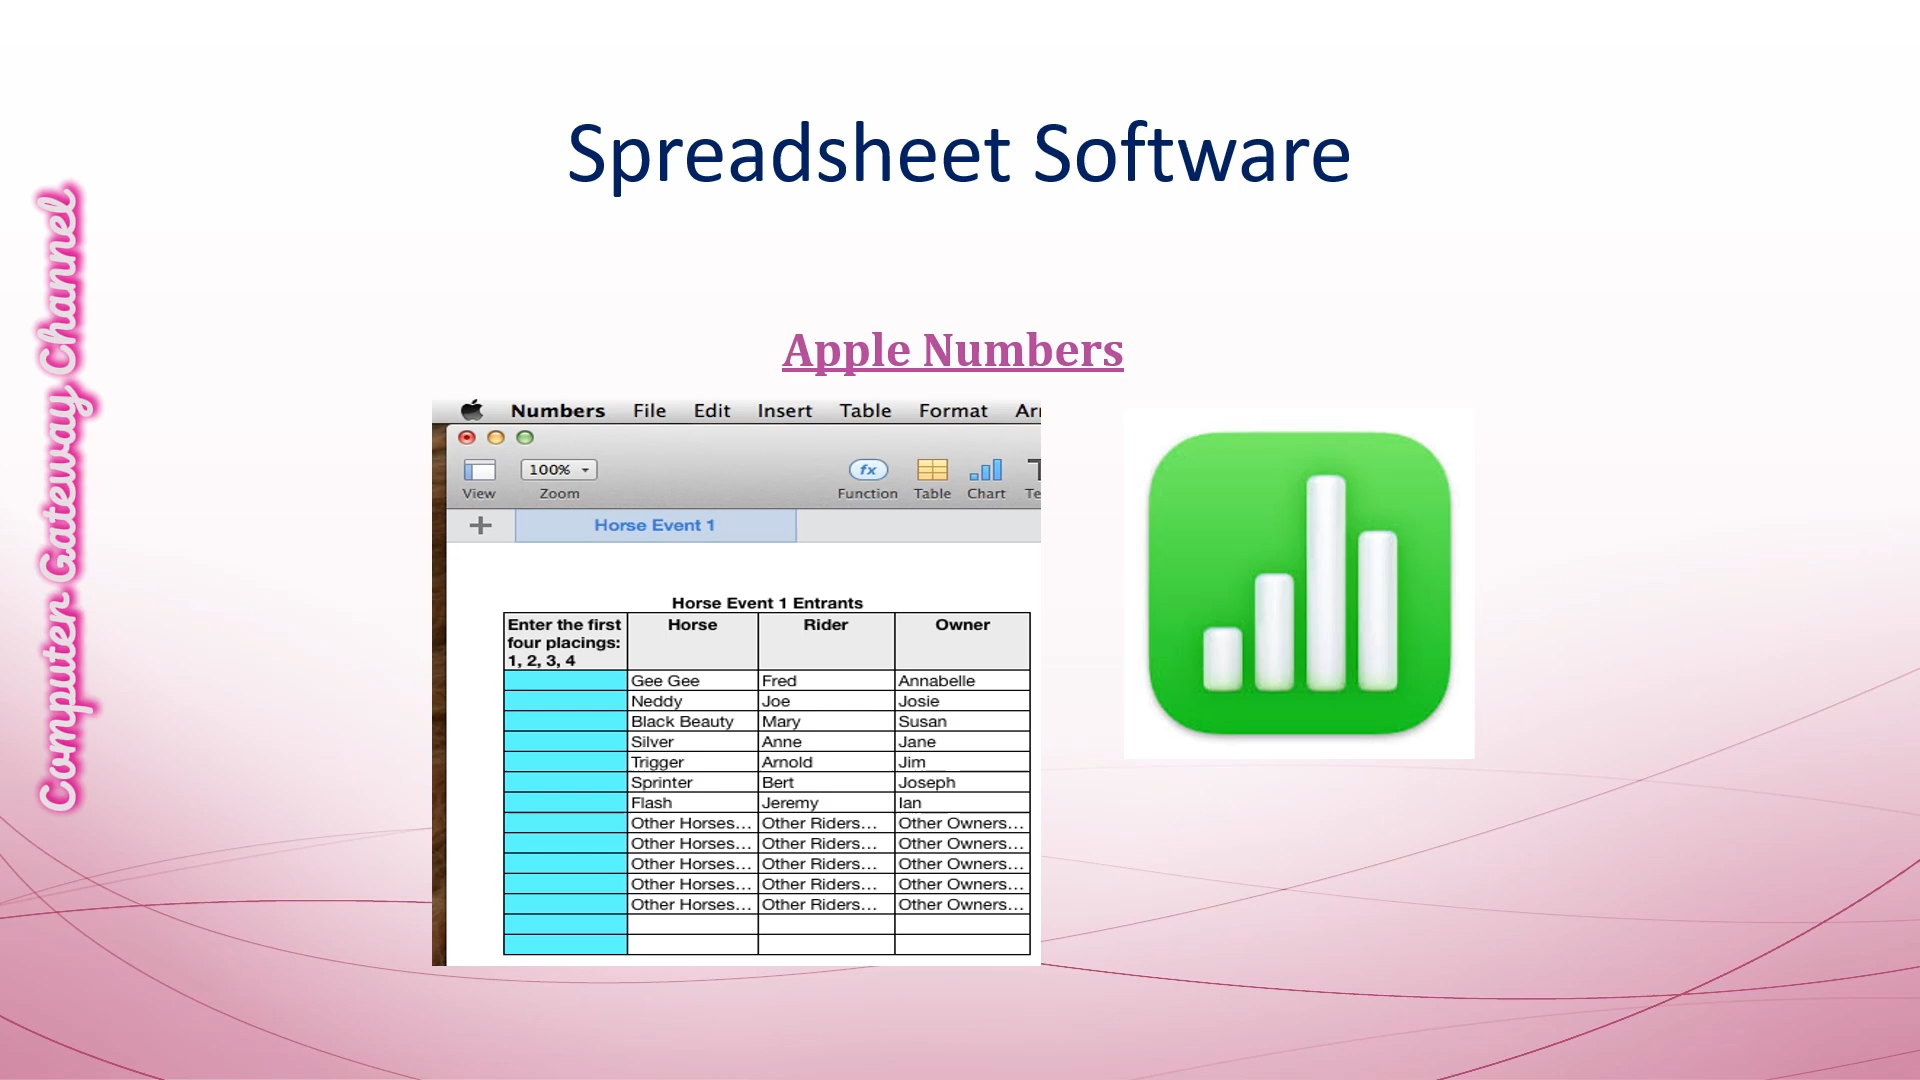 Spreadsheet Software
Computer Gateway Channel
Apple Numbers
Numbers File Edit Insert Table Format Arr
100%
View Zoom Function Table Chart Te
fx
Horse Event 1
Horse Event 1 Entrants
Enter the first four placings: 1, 2, 3, 4 Horse Rider Owner
Gee Gee Fred Annabelle
Neddy Joe Josie
Black Beauty Mary Susan
Silver Anne Jane
Trigger Arnold Jim
Sprinter Bert Joseph
Flash Jeremy Ian
Other Horses... Other Riders... Other Owners...
Other Horses... Other Riders... Other Owners...
Other Horses... Other Riders... Other Owners...
Other Horses... Other Riders... Other Owners...
Other Horses... Other Riders... Other Owners...